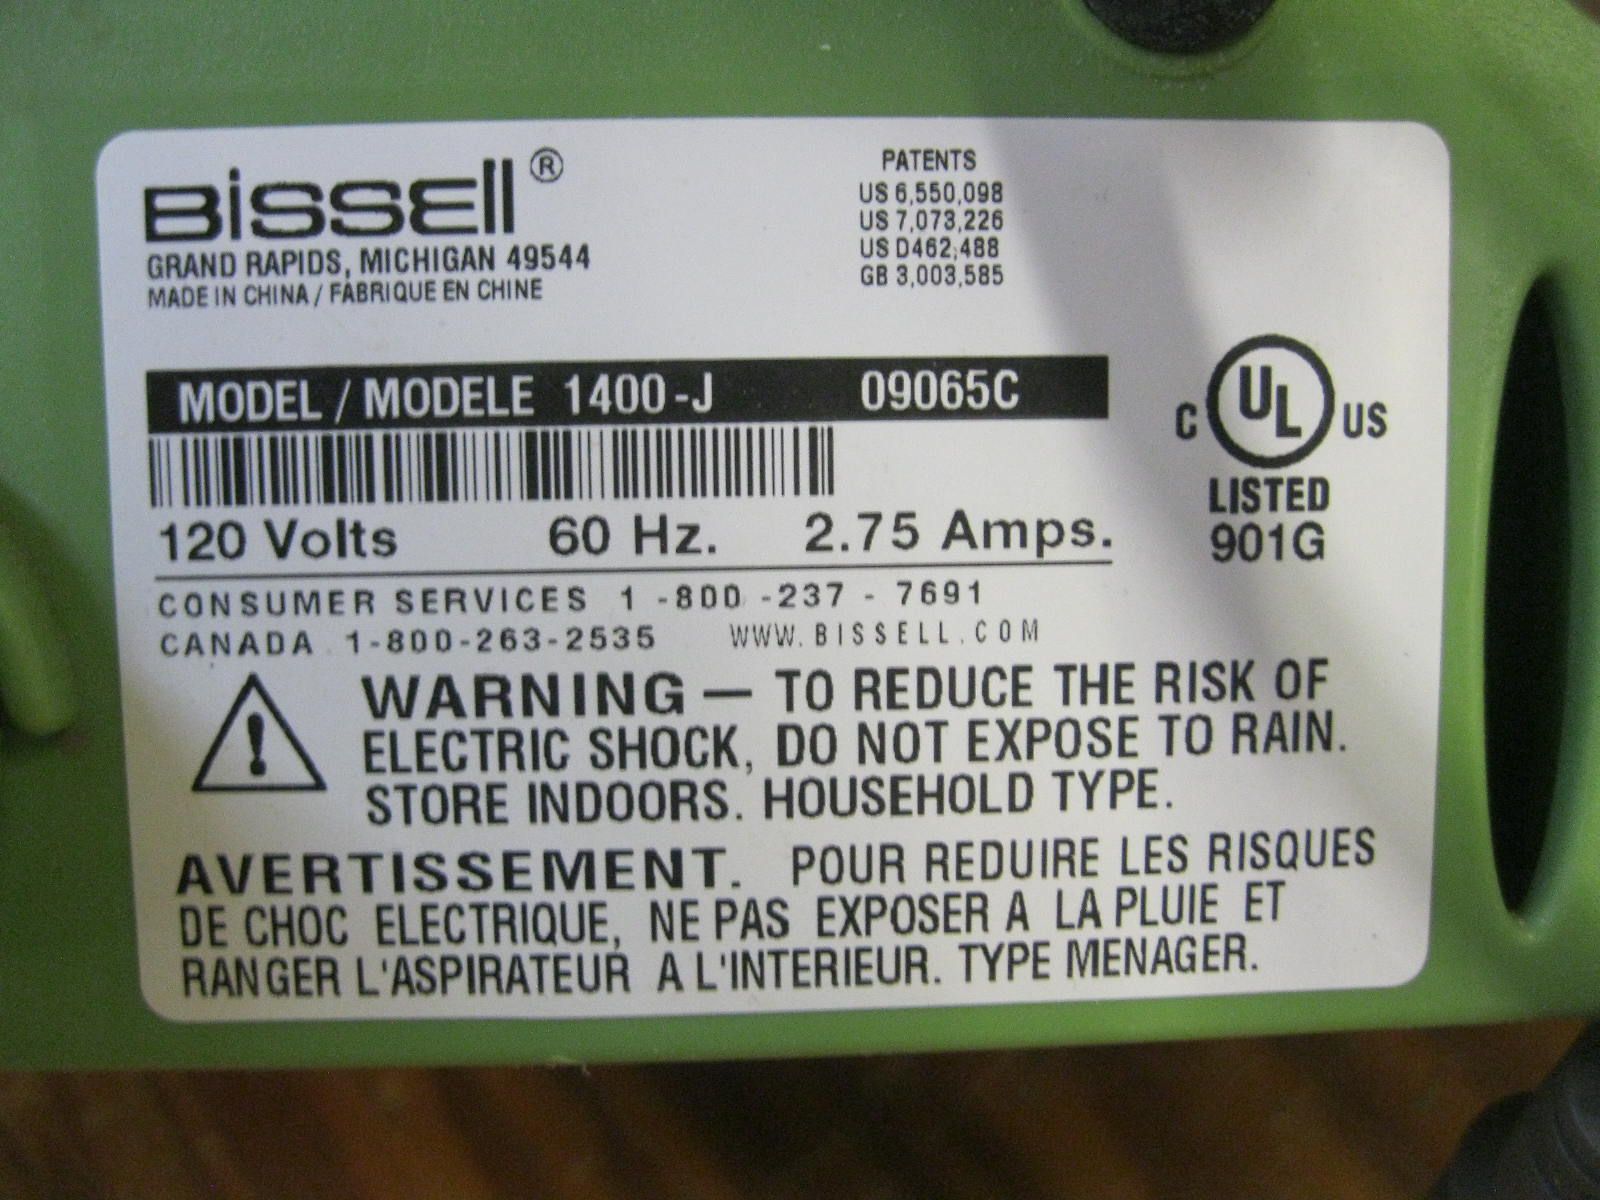 BISSELL®
GRAND RAPIDS, MICHIGAN 49544
MADE IN CHINA / FABRIQUE EN CHINE
PATENTS
US 6,550,098
US 7,073,226
US D462,488
GB 3,003,585
MODEL / MODELE 1400-J 09065C
C UL US
LISTED
901G
120 Volts 60 Hz. 2.75 Amps.
CONSUMER SERVICES 1-800-237-7691
CANADA 1-800-263-2535 WWW.BISSELL.COM
WARNING — TO REDUCE THE RISK OF
ELECTRIC SHOCK, DO NOT EXPOSE TO RAIN.
STORE INDOORS. HOUSEHOLD TYPE.
AVERTISSEMENT. POUR REDUIRE LES RISQUES
DE CHOC ELECTRIQUE, NE PAS EXPOSER A LA PLUIE ET
RANGER L'ASPIRATEUR A L'INTERIEUR. TYPE MENAGER.